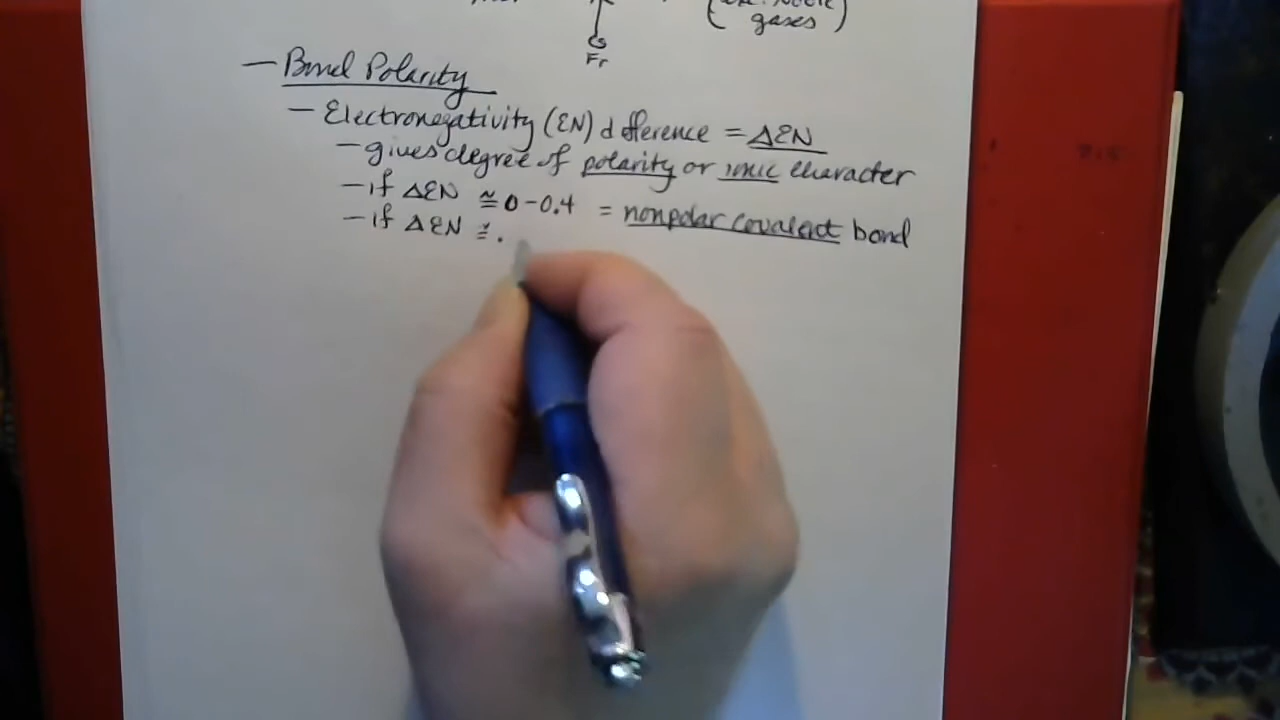 gases )
Fr
— Bond Polarity
— Electronegativity (EN) difference = ΔEN
- gives degree of polarity or ionic character
- if ΔEN ≅ 0-0.4 = nonpolar covalent bond
- if ΔEN ≅ .